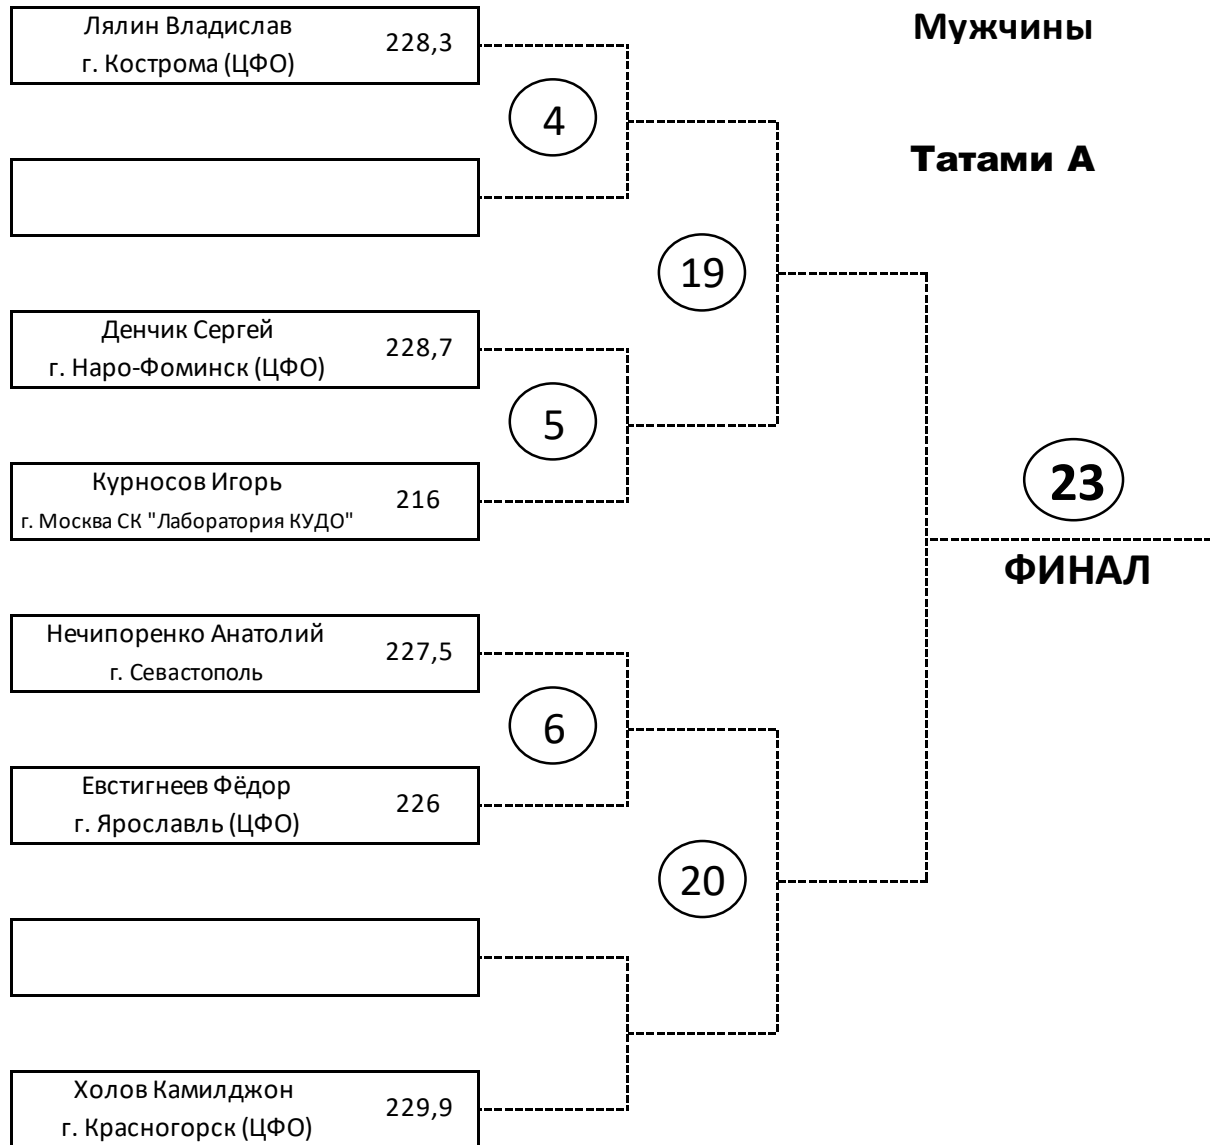 Лялин Владислав
228,3
г. Кострома (ЦФО)
Мужчины
4
Татами А
19
Денчик Сергей
228,7
г. Наро-Фоминск (ЦФО)
5
Курносов Игорь
216
г. Москва СК "Лаборатория КУДО"
23
ФИНАЛ
Нечипоренко Анатолий
227,5
г. Севастополь
6
Евстигнеев Фёдор
226
г. Ярославль (ЦФО)
20
Холов Камилджон
229,9
г. Красногорск (ЦФО)